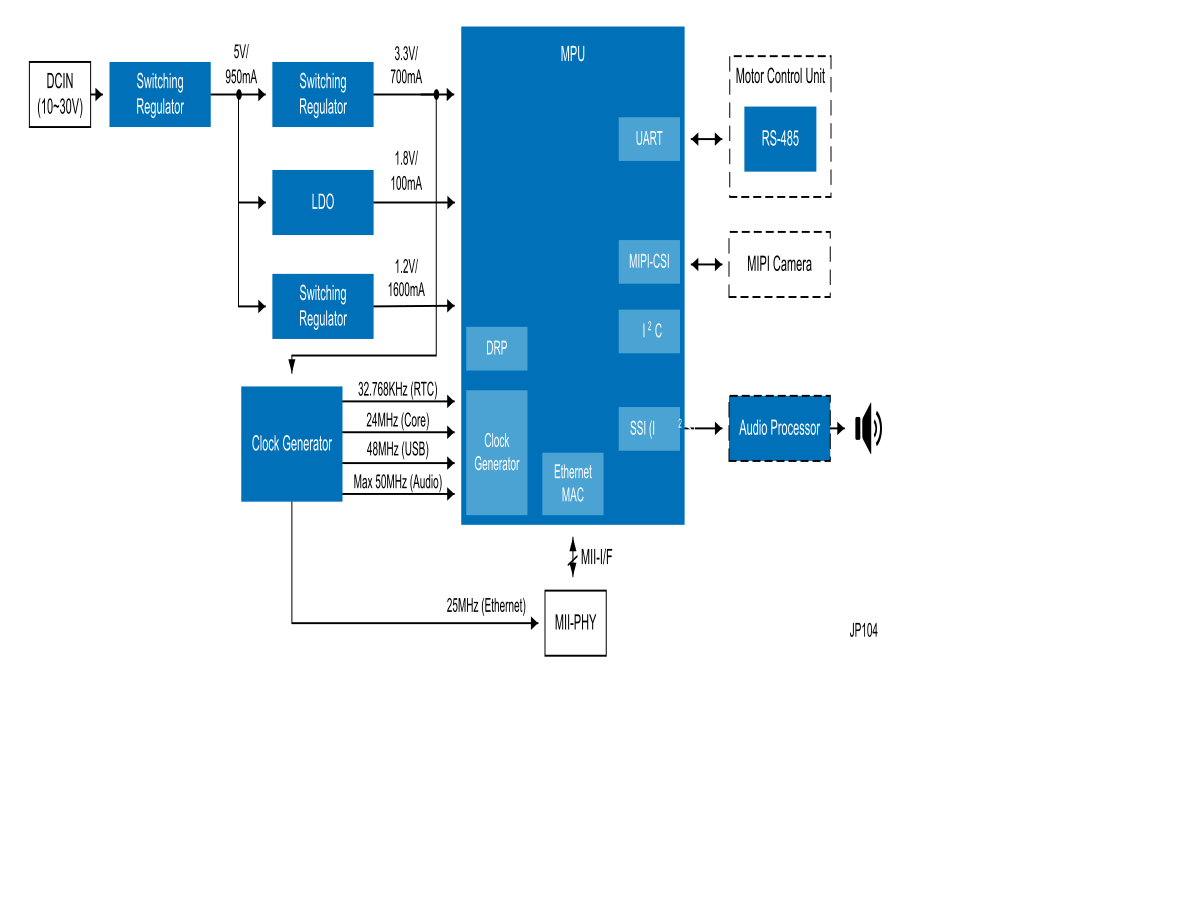 DCIN
(10~30V)
Switching
Regulator
5V/
950mA
Switching
Regulator
3.3V/
700mA
LDO
1.8V/
100mA
Switching
Regulator
1.2V/
1600mA
MPU
UART
MIPI-CSI
I²C
SSI (I²
DRP
Clock
Generator
Ethernet
MAC
Motor Control Unit
RS-485
MIPI Camera
Audio Processor
Clock Generator
32.768KHz (RTC)
24MHz (Core)
48MHz (USB)
Max 50MHz (Audio)
MII-I/F
25MHz (Ethernet)
MII-PHY
JP104